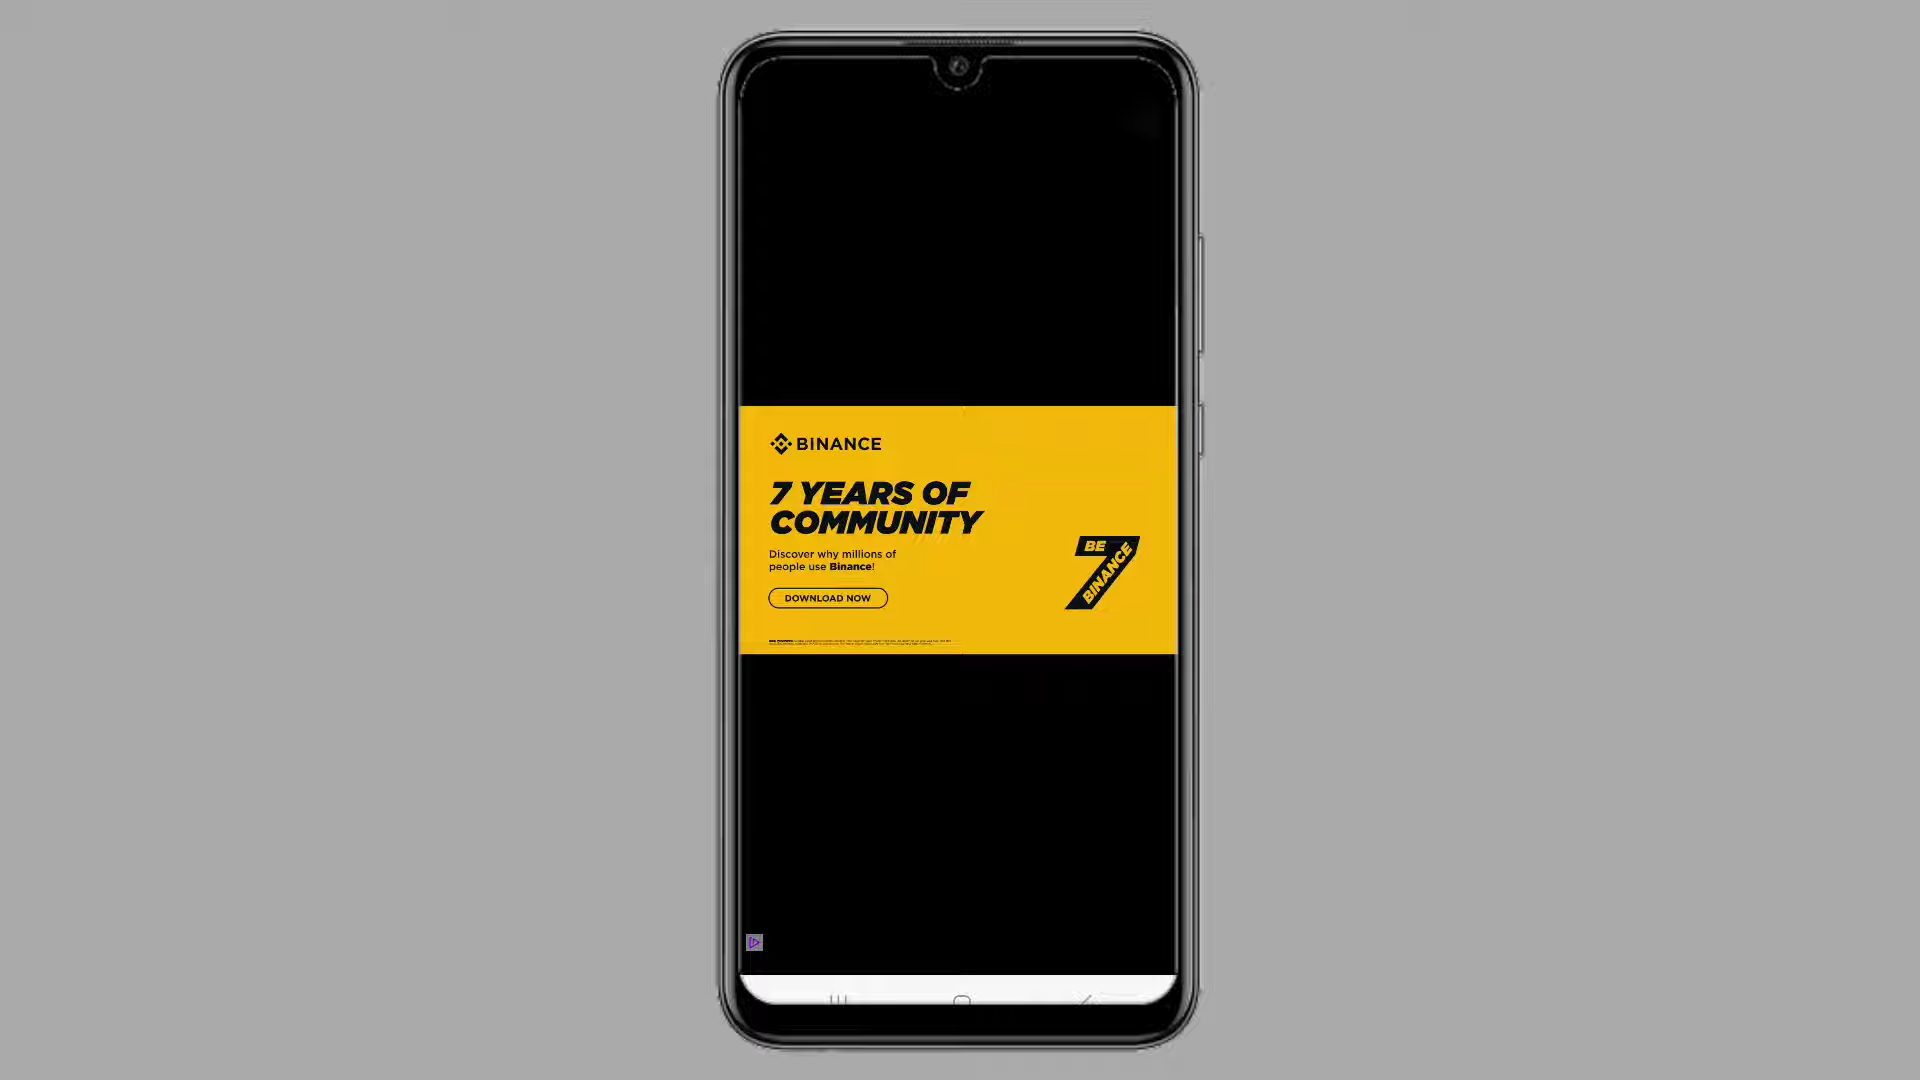 BINANCE
7 YEARS OF
COMMUNITY
Discover why millions of
people use Binance!
DOWNLOAD NOW
BE
BINANCE